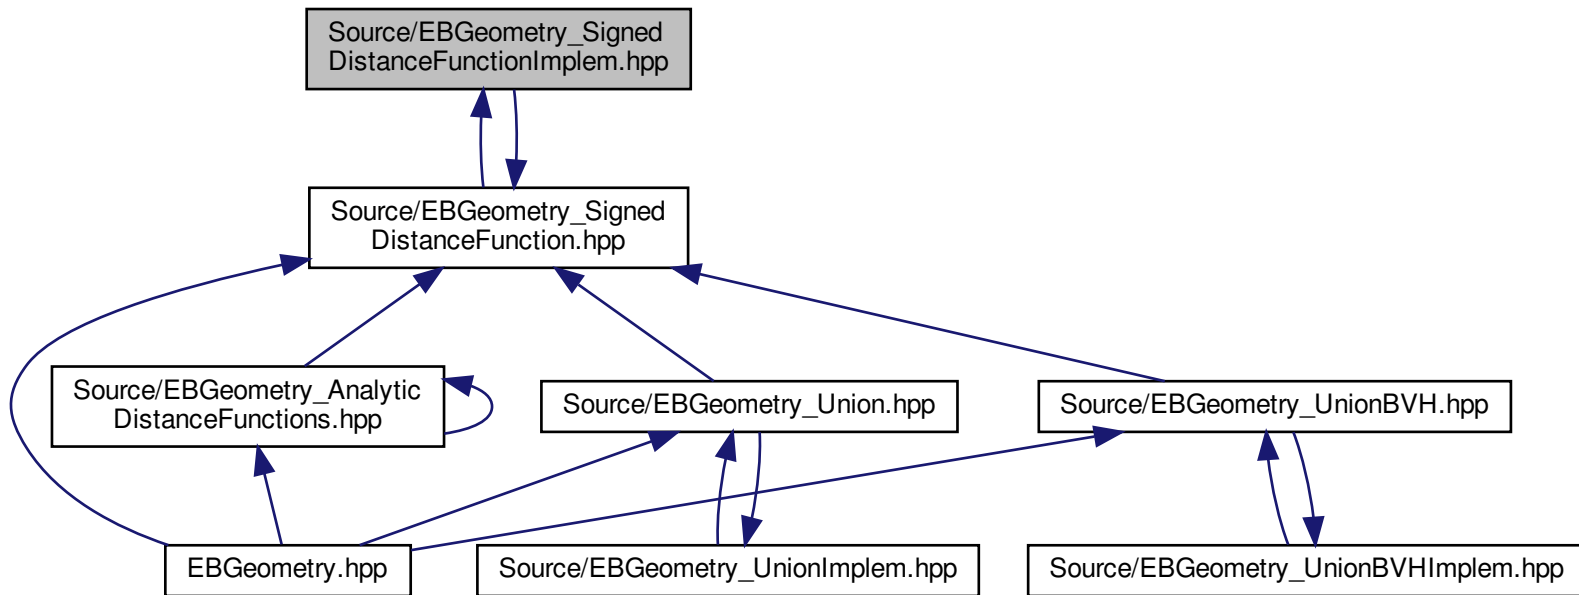 Source/EBGeometry_Signed
DistanceFunctionImplem.hpp
Source/EBGeometry_Signed
DistanceFunction.hpp
Source/EBGeometry_Analytic
DistanceFunctions.hpp
Source/EBGeometry_Union.hpp
Source/EBGeometry_UnionBVH.hpp
EBGeometry.hpp
Source/EBGeometry_UnionImplem.hpp
Source/EBGeometry_UnionBVHImplem.hpp